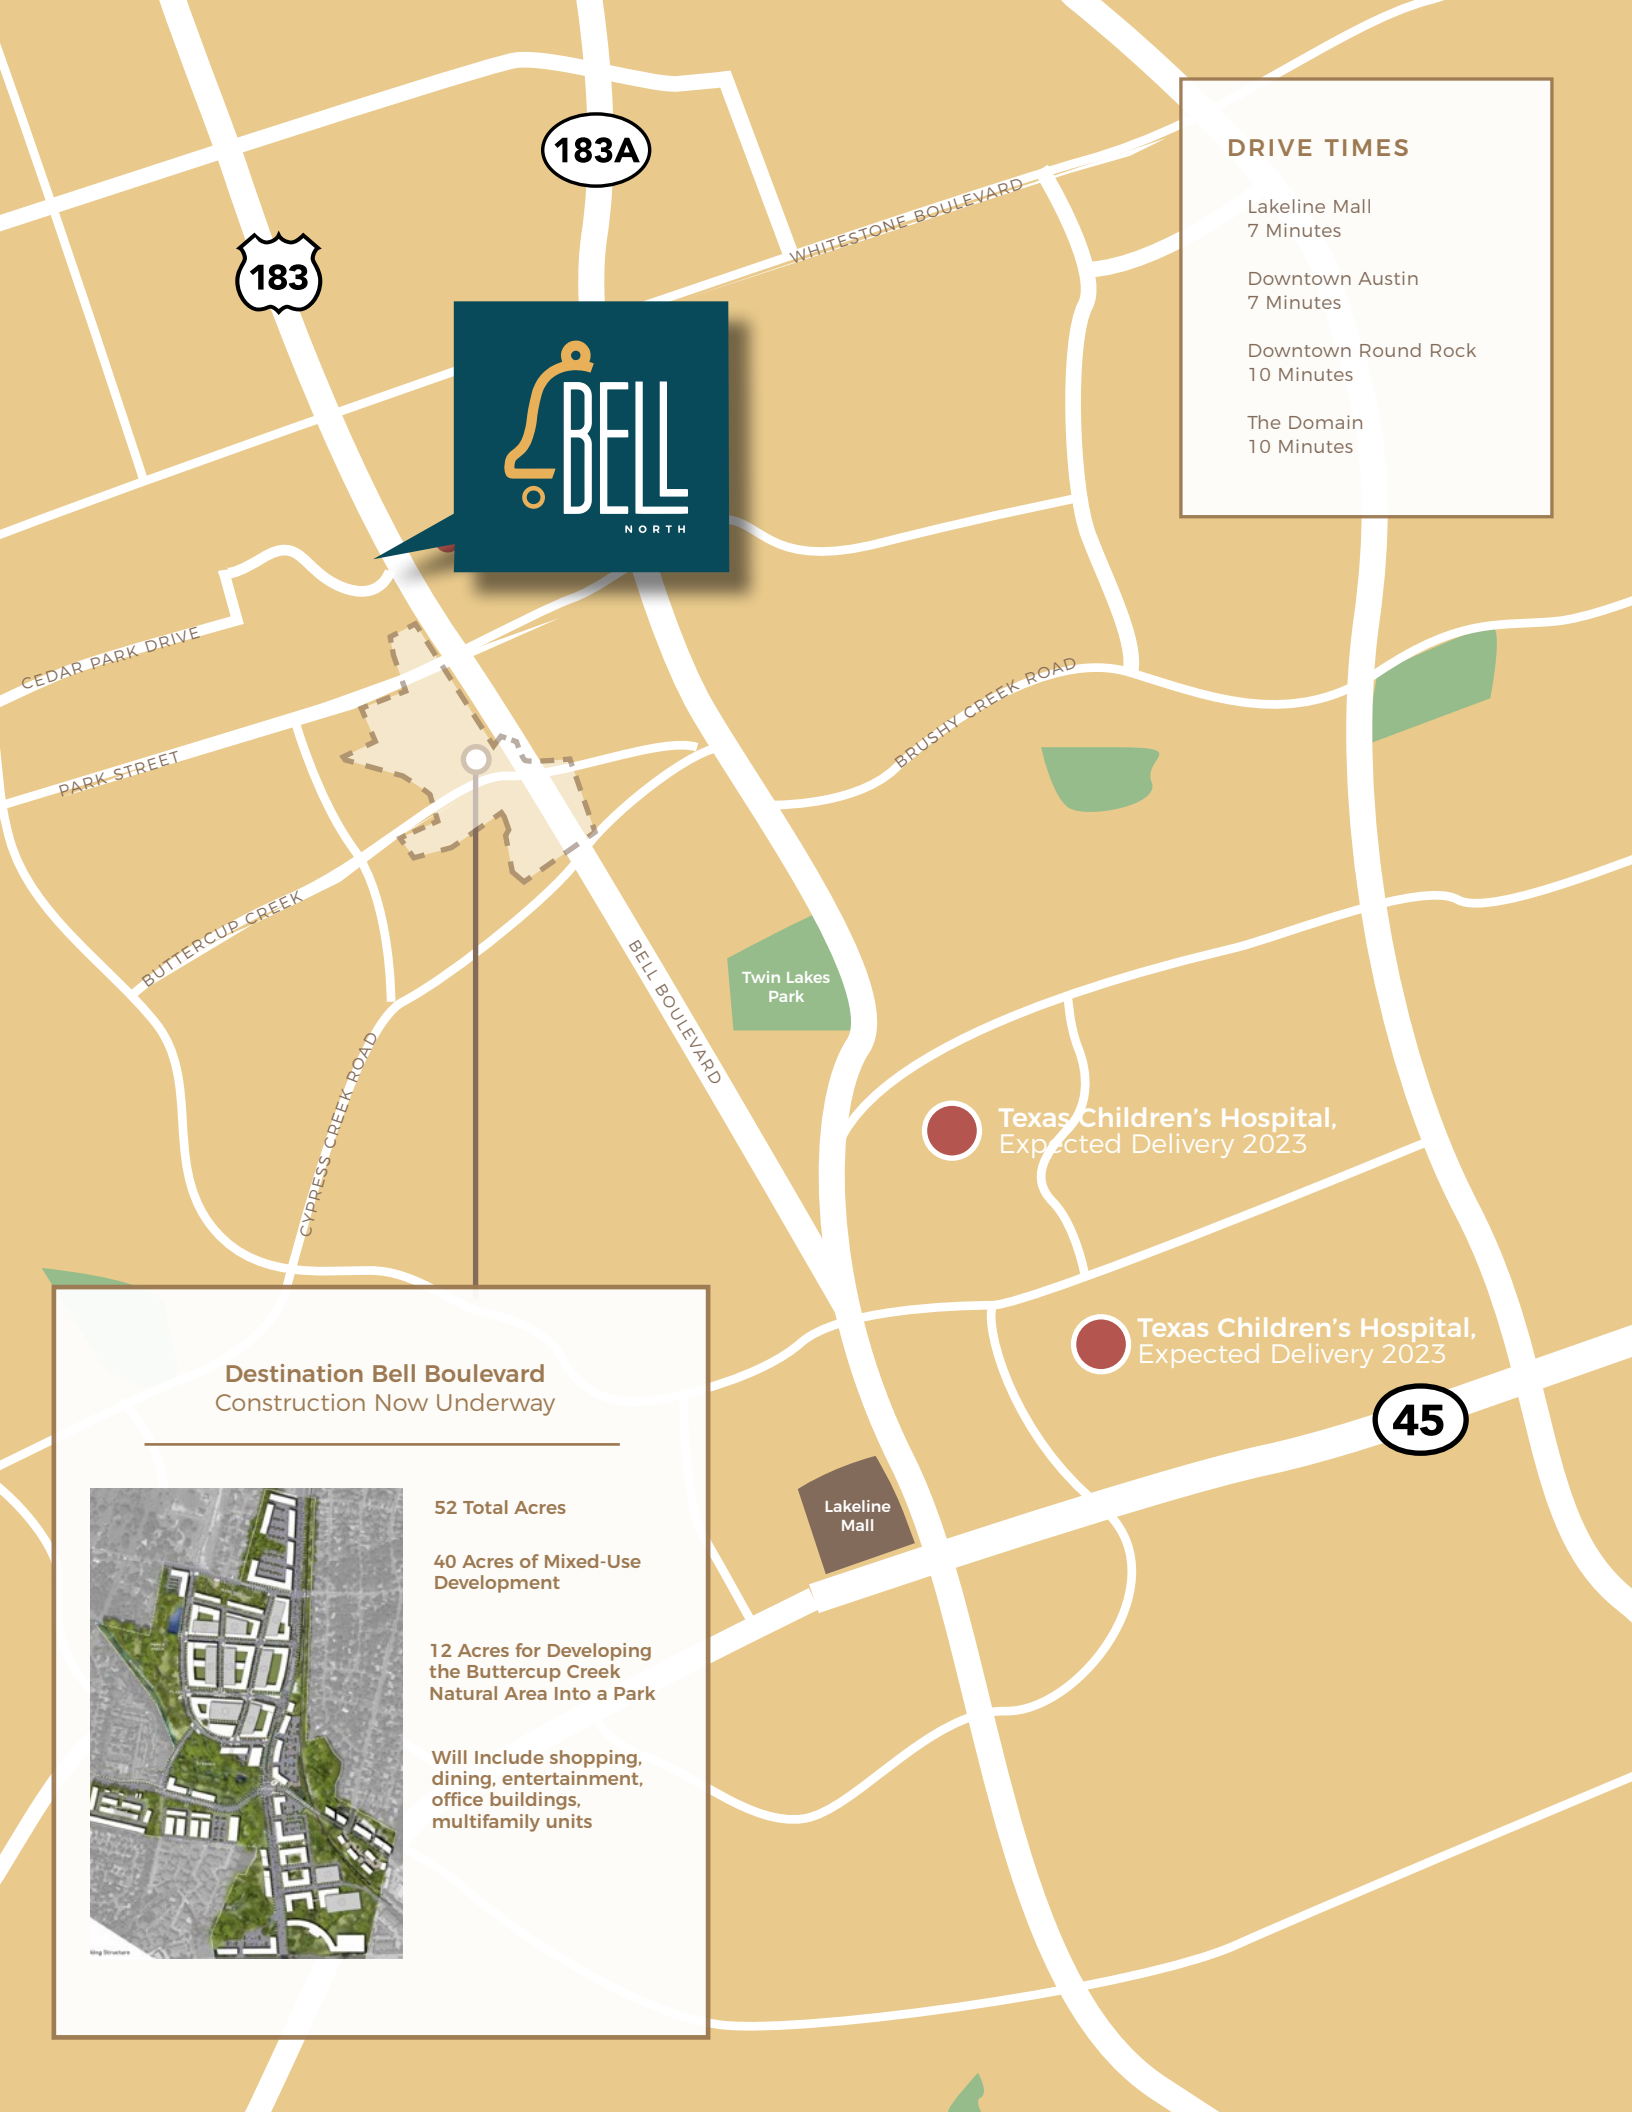 183A
183
WHITESTONE BOULEVARD
DRIVE TIMES
Lakeline Mall
7 Minutes
Downtown Austin
7 Minutes
Downtown Round Rock
10 Minutes
The Domain
10 Minutes
BELL
NORTH
CEDAR PARK DRIVE
PARK STREET
BRUSHY CREEK ROAD
BUTTERCUP CREEK
BELL BOULEVARD
Twin Lakes
Park
CYPRESS CREEK ROAD
Texas Children’s Hospital,
Expected Delivery 2023
Texas Children’s Hospital,
Expected Delivery 2023
45
Lakeline
Mall
Destination Bell Boulevard
Construction Now Underway
52 Total Acres
40 Acres of Mixed-Use
Development
12 Acres for Developing
the Buttercup Creek
Natural Area Into a Park
Will Include shopping,
dining, entertainment,
office buildings,
multifamily units
king Structure